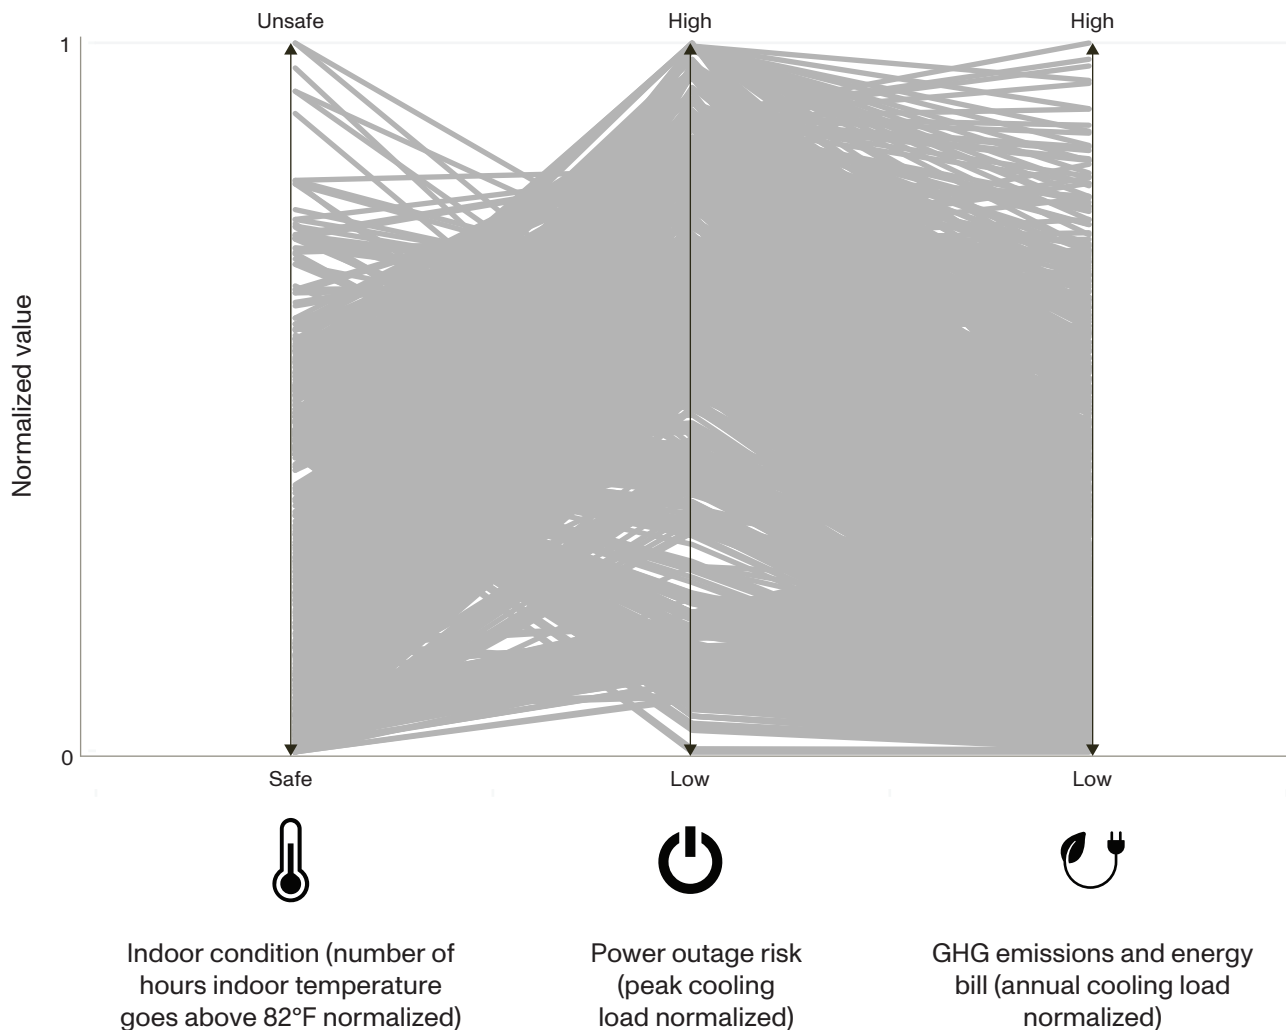 Unsafe
High
High
1
Normalized value
0
Safe
Low
Low
Indoor condition (number of
hours indoor temperature
goes above 82°F normalized)
Power outage risk
(peak cooling
load normalized)
GHG emissions and energy
bill (annual cooling load
normalized)